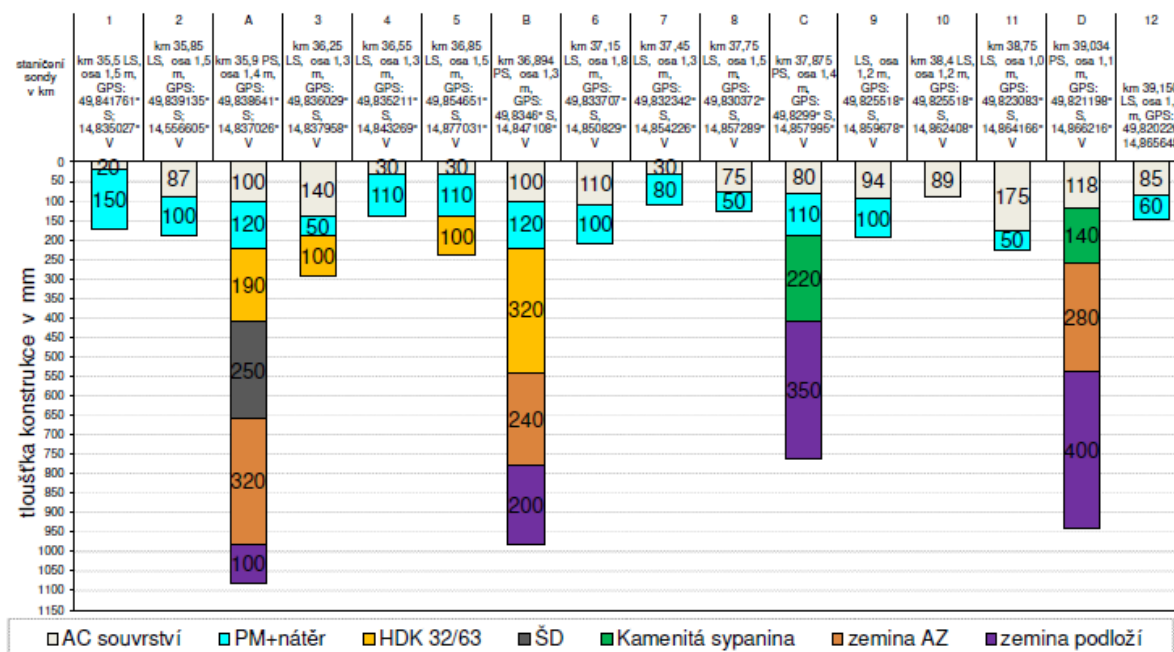 1 2 A 3 4 5 B 6 7 8 C 9 10 11 D 12
staničení
sondy
v km
km 35,5 LS,
osa 1,5 m,
GPS:
49,841761°
S;
14,835027°
V
km 35,85
LS, osa 1,5
m,
GPS:
49,839135°
S;
14,556605°
V
km 35,9 PS,
osa 1,4 m,
GPS:
49,838641°
S;
14,837026°
V
km 36,25
LS, osa 1,3
m,
GPS:
49,836029°
S;
14,837958°
V
km 36,55
LS, osa 1,3
m,
GPS:
49,835211°
S;
14,843269°
V
km 36,85
LS, osa 1,5
m,
GPS:
49,854651°
S;
14,877031°
V
km 36,894
PS, osa 1,3
m,
GPS:
49,8346° S,
14,847108°
V
km 37,15
LS, osa 1,8
m,
GPS:
49,833707°
S,
14,850829°
V
km 37,45
LS, osa 1,3
m,
GPS:
49,832342°
S,
14,854226°
V
km 37,75
LS, osa 1,5
m,
GPS:
49,830372°
S,
14,857289°
V
km 37,875
PS, osa 1,4
m,
GPS:
49,8299° S,
14,857995°
V
LS, osa
1,2 m,
GPS:
49,825518°
S,
14,859678°
V
km 38,4 LS,
osa 1,2 m,
GPS:
49,825518°
S,
14,862408°
V
km 38,75
LS, osa 1,0
m,
GPS:
49,823083°
S,
14,864166°
V
km 39,034
PS, osa 1,1
m,
GPS:
49,821198°
S,
14,866216°
V
km 39,150
LS, osa 1,
m, GPS:
49,820220
14,865648
tloušťka konstrukce v mm
0
50
100
150
200
250
300
350
400
450
500
550
600
650
700
750
800
850
900
950
1000
1050
1100
1150
20
150
87
100
100
120
190
250
320
100
140
50
100
30
110
30
110
100
100
120
320
240
200
110
100
30
80
75
50
80
110
220
350
94
100
89
175
50
118
140
280
400
85
60
AC souvrství PM+nátěr HDK 32/63 ŠD Kamenitá sypanina zemina AZ zemina podloží